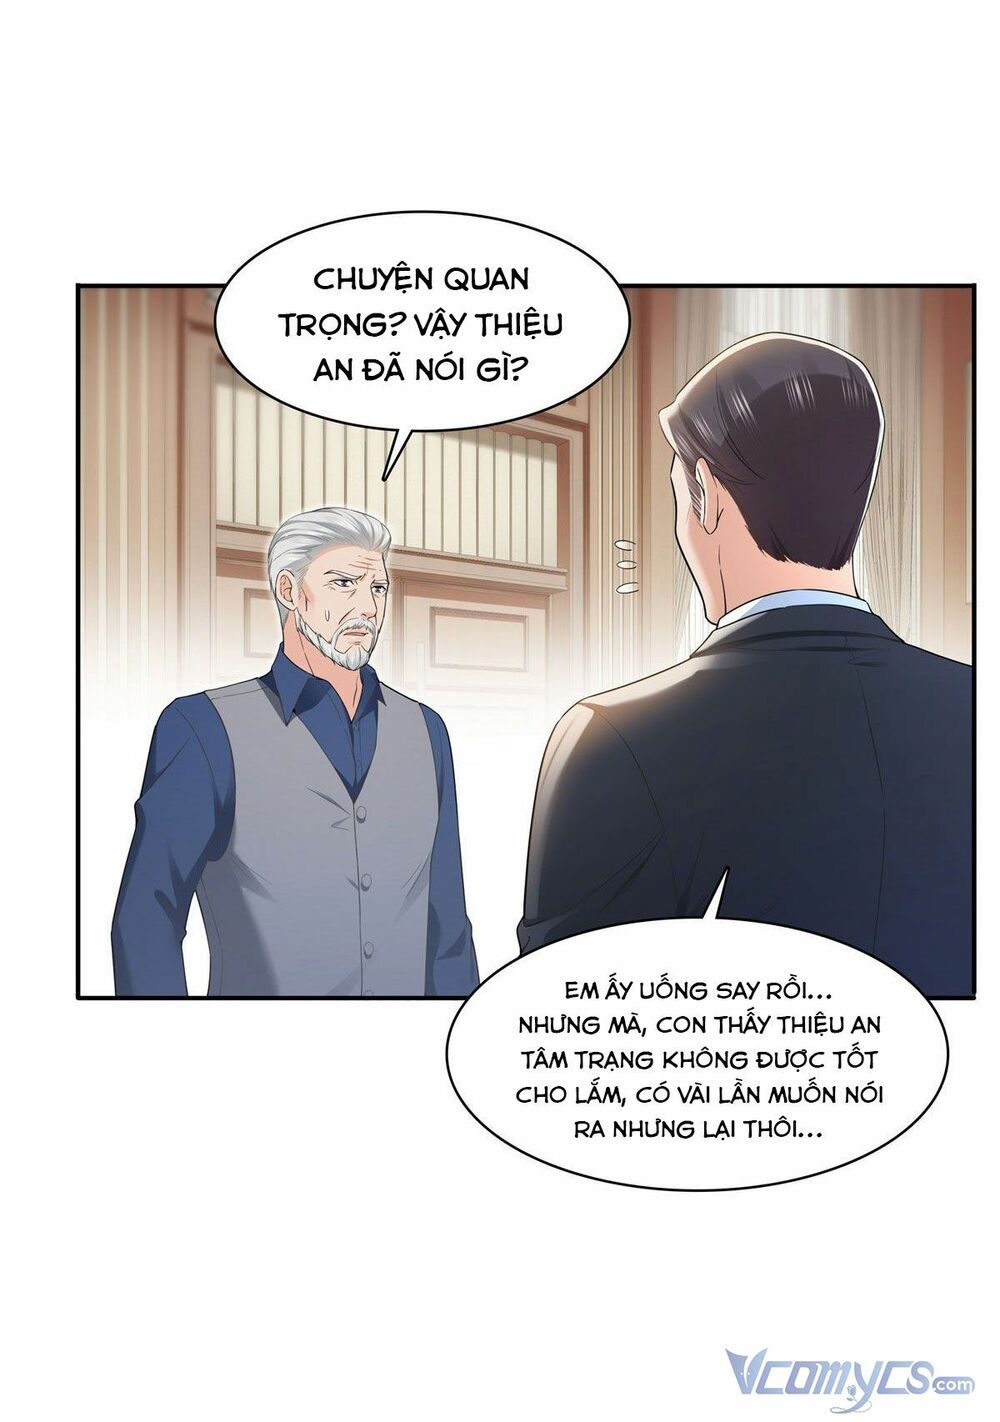 CHUYỆN QUAN
TRỌNG? VẬY THIỆU
AN ĐÃ NÓI GÌ?
EM ẤY UỐNG SAY RỒI...
NHƯNG MÀ, CON THẤY THIỆU AN
TÂM TRẠNG KHÔNG ĐƯỢC TỐT
CHO LẮM, CÓ VÀI LẦN MUỐN NÓI
RA NHƯNG LẠI THÔI...
VCOMYCS.com